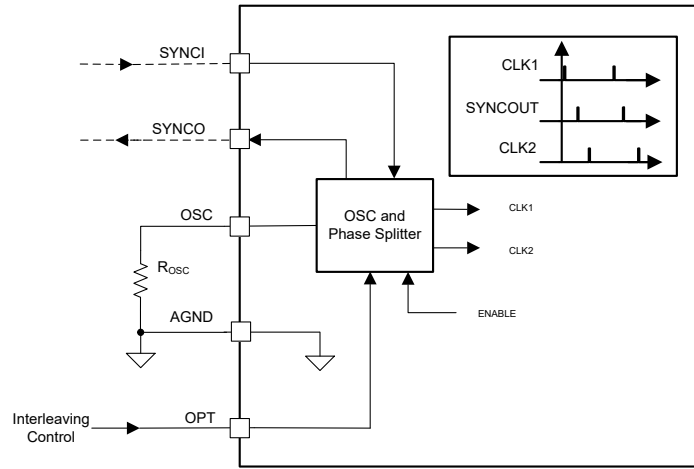 SYNCI
CLK1
SYNCOUT
CLK2
SYNCO
OSC
OSC and
Phase Splitter
CLK1
CLK2
ROSC
AGND
ENABLE
Interleaving
Control
OPT